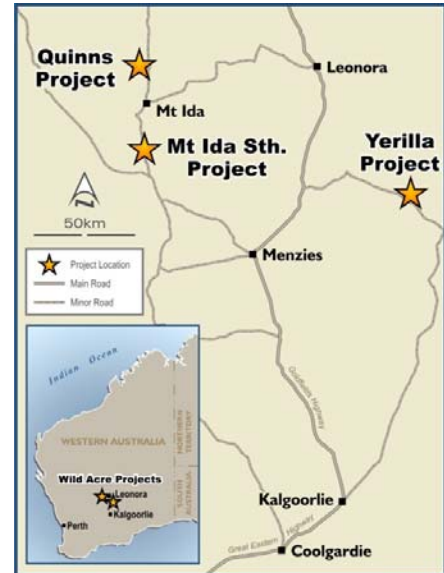 Quinns
Project
Leonora
Mt Ida
Mt Ida Sth.
Project
Yerilla
Project
N
50km
Menzies
Project Location
Main Road
Minor Road
Goldfields Highway
Indian Ocean
WESTERN AUSTRALIA
NORTHERN
TERRITORY
SOUTH
AUSTRALIA
Wild Acre Projects
Leonora
Kalgoorlie
Perth
Kalgoorlie
Great Eastern Highway
Coolgardie